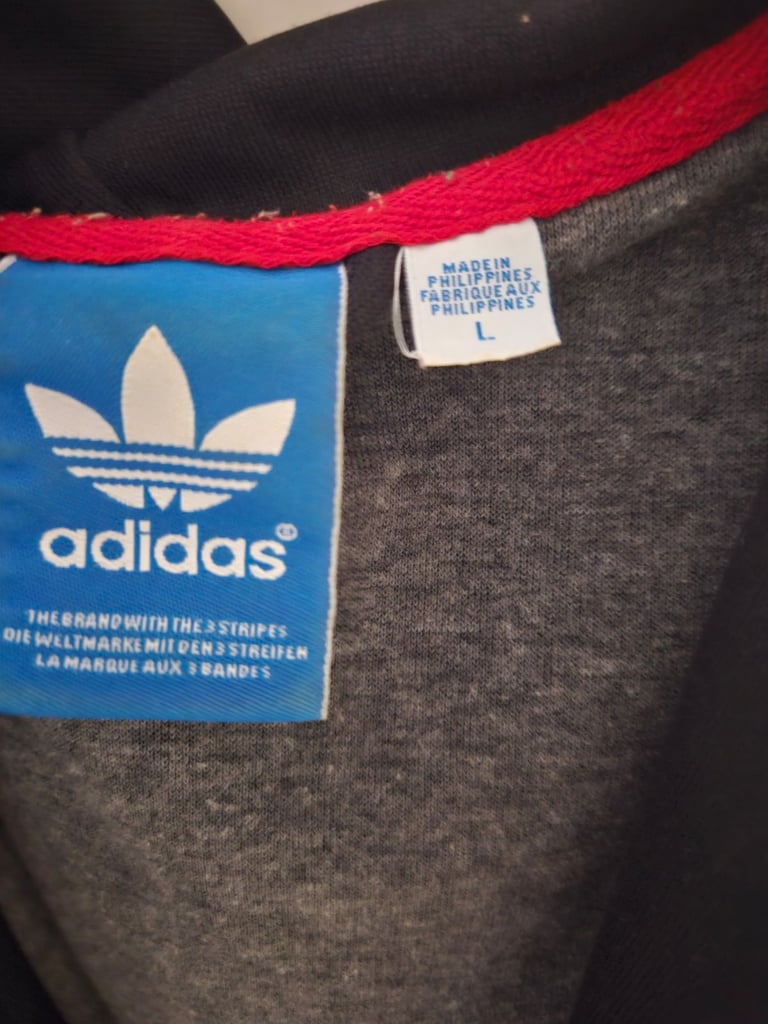 MADE IN
PHILIPPINES
FABRIQUE AUX
PHILIPPINES
L
adidas®
THE BRAND WITH THE 3 STRIPES
DIE WELTMARKE MIT DEN 3 STREIFEN
LA MARQUE AUX 3 BANDES